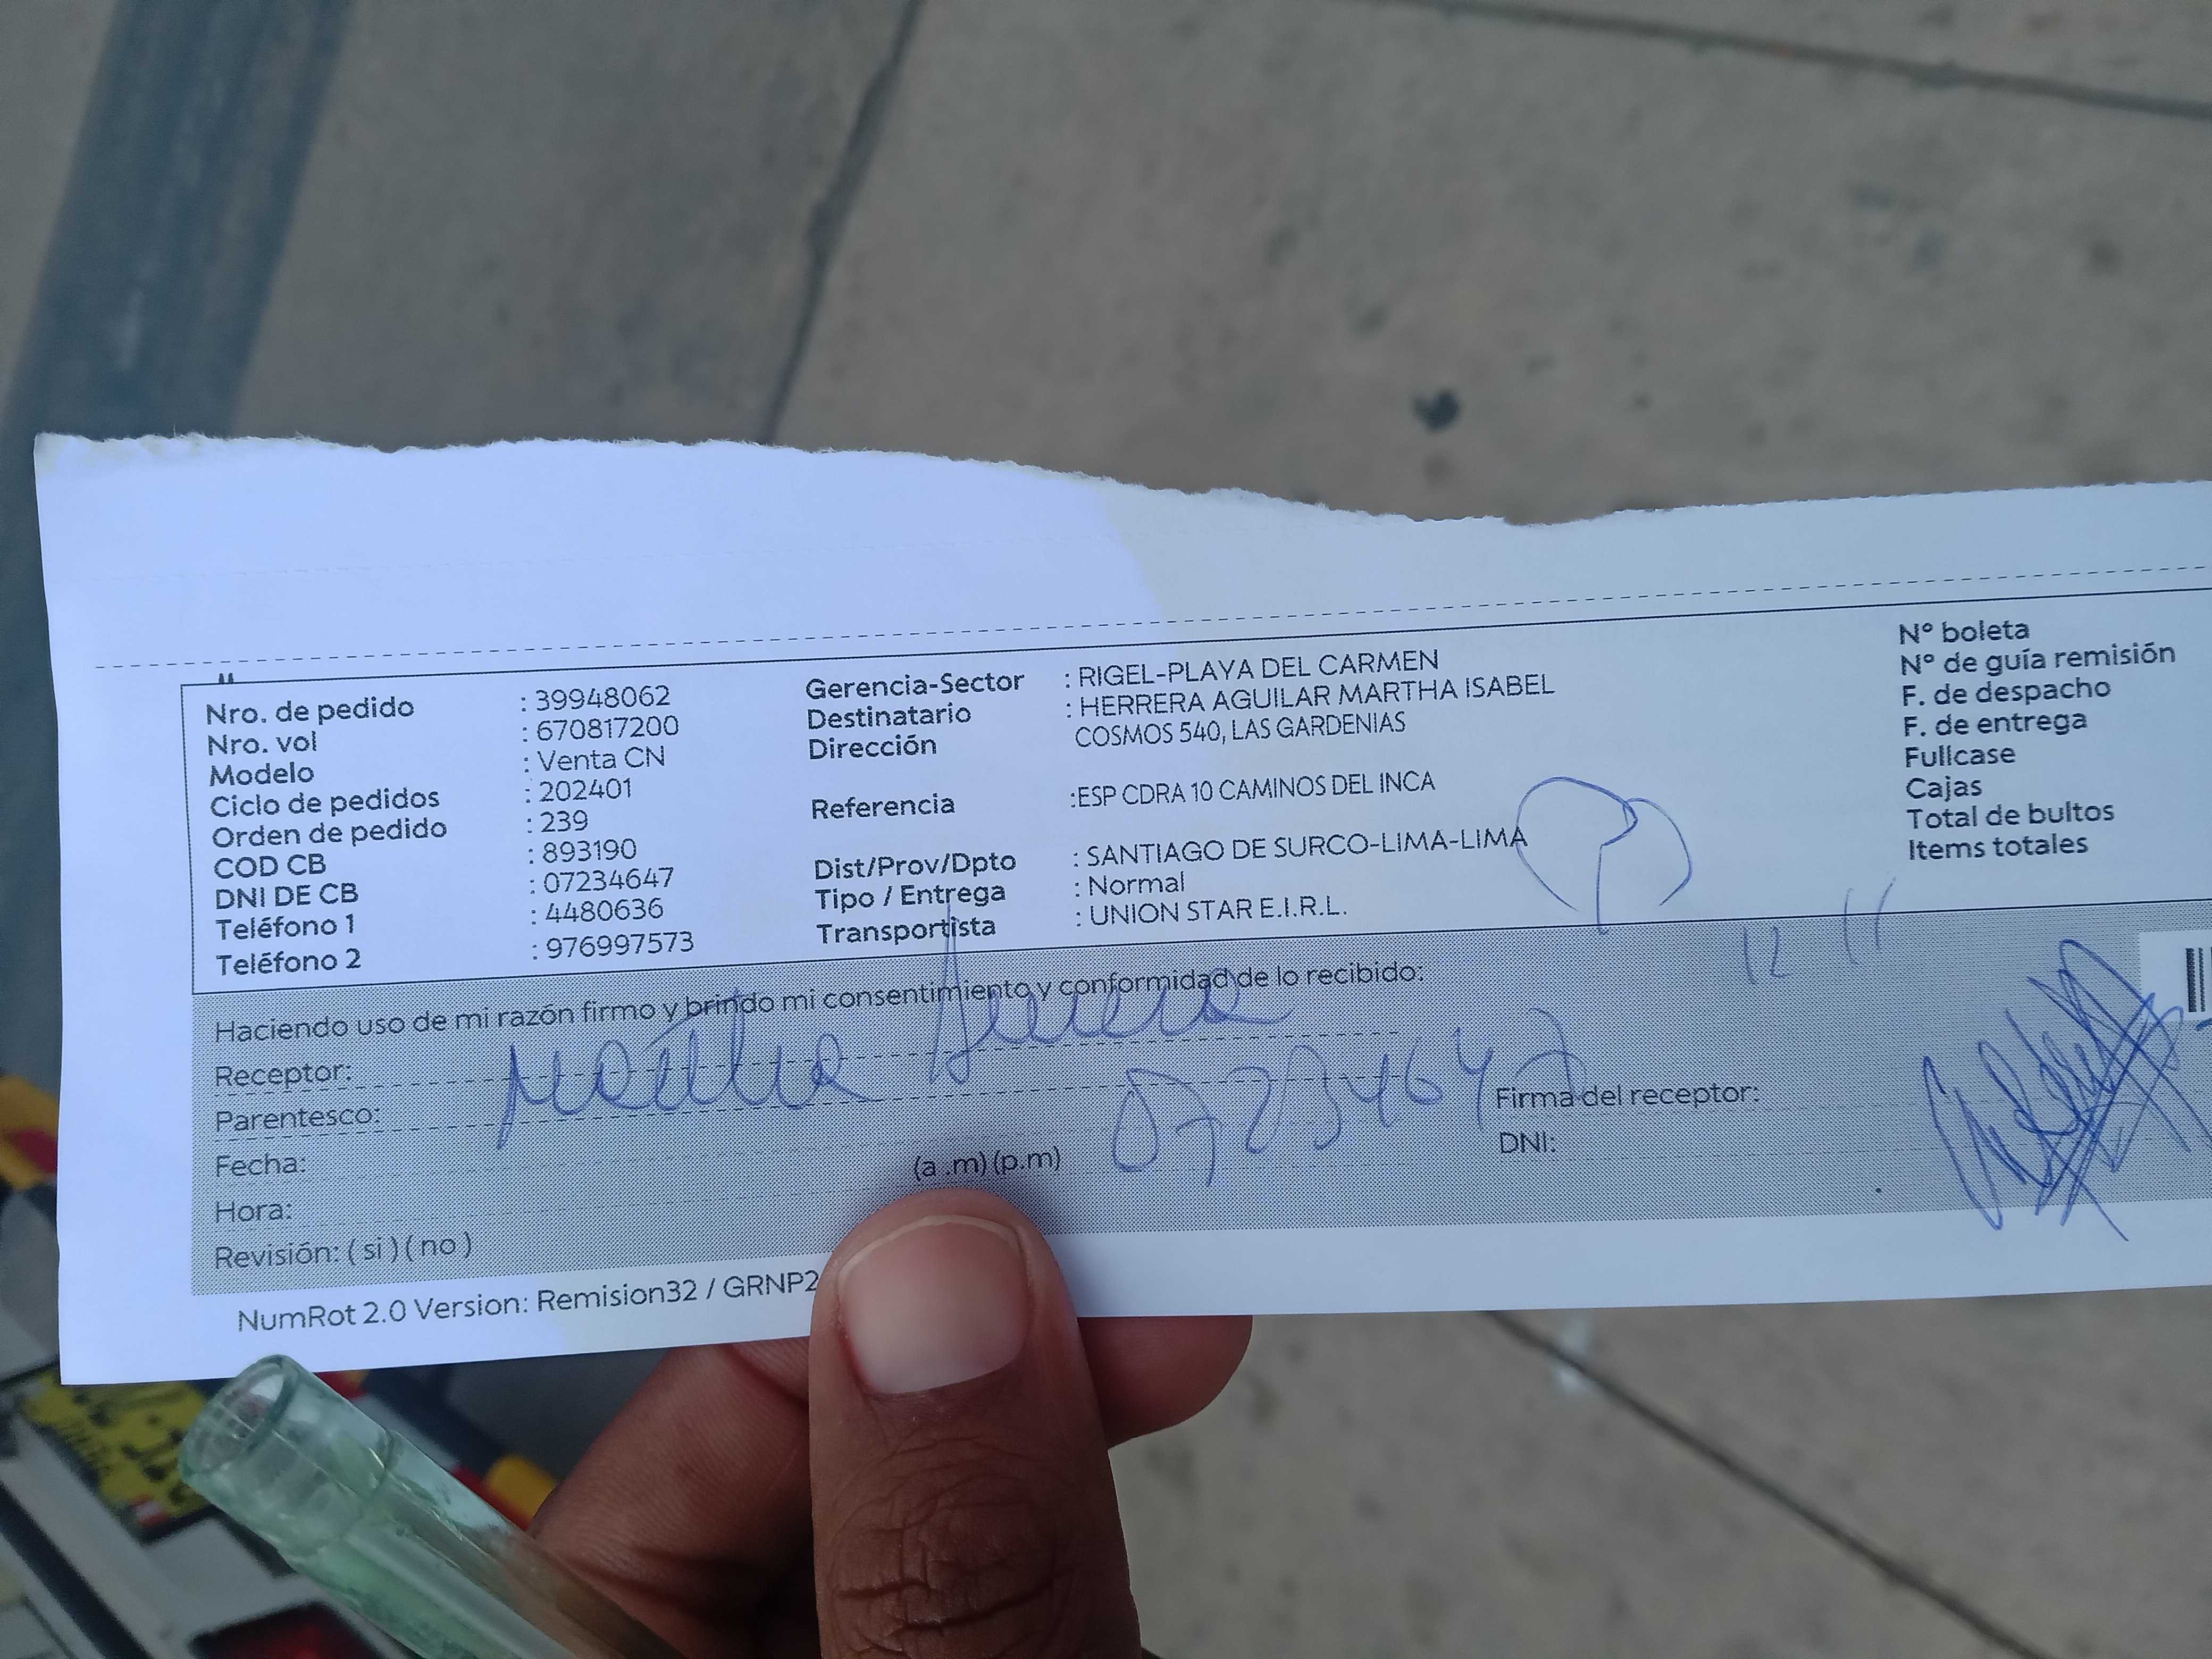 Nro. de pedido : 39948062
Nro. vol : 670817200
Modelo : Venta CN
Ciclo de pedidos : 202401
Orden de pedido : 239
COD CB : 893190
DNI DE CB : 07234647
Teléfono 1 : 4480636
Teléfono 2 : 976997573
Gerencia-Sector : RIGEL-PLAYA DEL CARMEN
Destinatario : HERRERA AGUILAR MARTHA ISABEL
Dirección COSMOS 540, LAS GARDENIAS
Referencia :ESP CDRA 10 CAMINOS DEL INCA
Dist/Prov/Dpto : SANTIAGO DE SURCO-LIMA-LIMA
Tipo / Entrega : Normal
Transportista : UNION STAR E.I.R.L.
N° boleta
N° de guía remisión
F. de despacho
F. de entrega
Fullcase
Cajas
Total de bultos
Items totales
12 11
Haciendo uso de mi razón firmo y brindo mi consentimiento y conformidad de lo recibido:
Receptor: Martha Herrera
Parentesco: 07234647
Fecha:
Hora: (a .m) (p.m)
Revisión: ( si ) ( no )
Firma del receptor:
DNI:
NumRot 2.0 Version: Remision32 / GRNP2